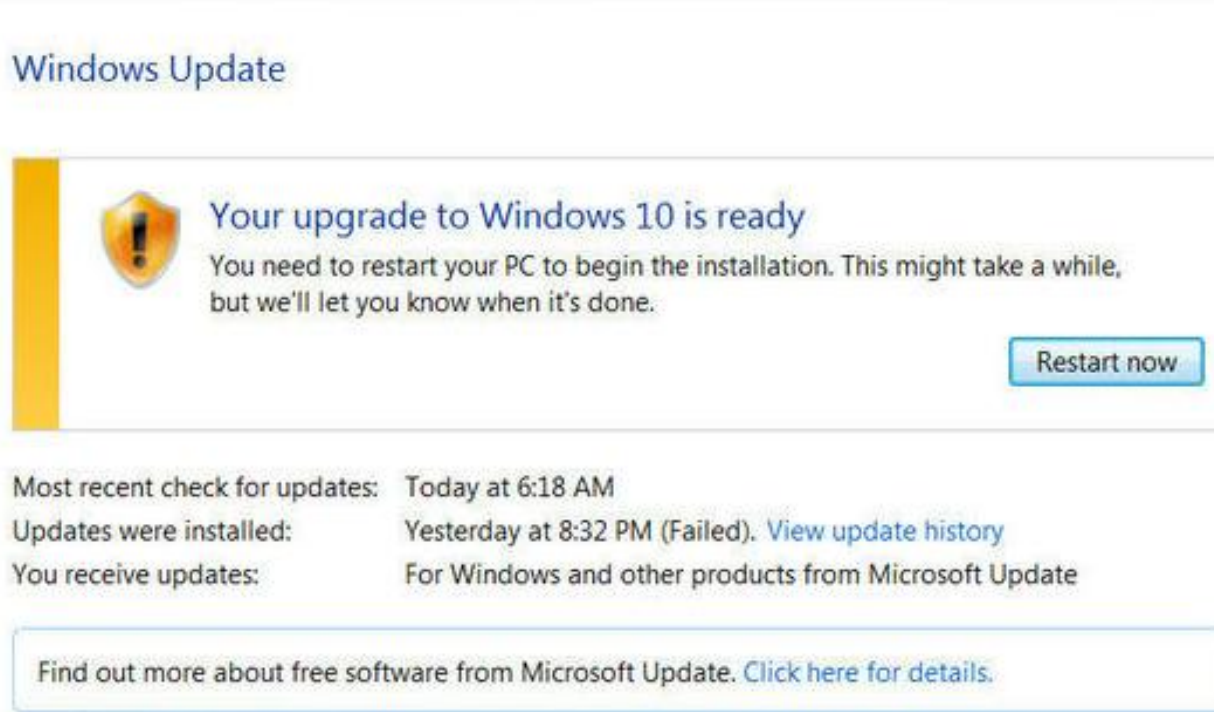 Windows Update
Your upgrade to Windows 10 is ready
You need to restart your PC to begin the installation. This might take a while,
but we'll let you know when it's done.
Restart now
Most recent check for updates: Today at 6:18 AM
Updates were installed: Yesterday at 8:32 PM (Failed). View update history
You receive updates: For Windows and other products from Microsoft Update
Find out more about free software from Microsoft Update. Click here for details.